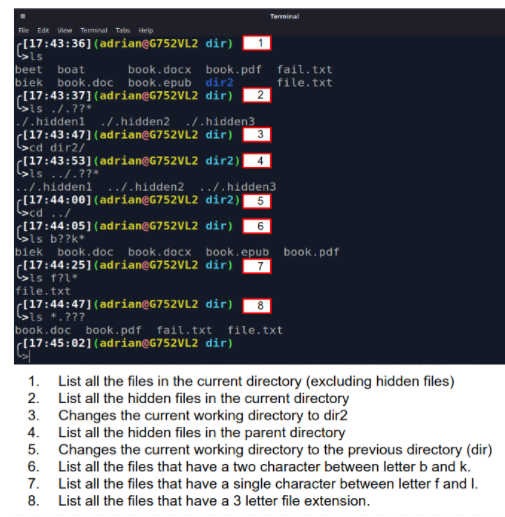 Terminal
File Edit View Terminal Tabs Help
[17:43:36](adrian@G752VL2 dir) 1
>ls
beet boat book.docx book.pdf fail.txt
biek book.doc book.epub dir2 file.txt
[17:43:37](adrian@G752VL2 dir) 2
>ls ./.??*
./.hidden1 ./.hidden2 ./.hidden3
[17:43:47](adrian@G752VL2 dir) 3
>cd dir2/
[17:43:53](adrian@G752VL2 dir2) 4
>ls ../.??*
../.hidden1 ../.hidden2 ../.hidden3
[17:44:00](adrian@G752VL2 dir2) 5
>cd ../
[17:44:05](adrian@G752VL2 dir) 6
>ls b??k*
biek book.doc book.docx book.epub book.pdf
[17:44:25](adrian@G752VL2 dir) 7
>ls f?l*
file.txt
[17:44:47](adrian@G752VL2 dir) 8
>ls *.???
book.doc book.pdf fail.txt file.txt
[17:45:02](adrian@G752VL2 dir)
>
1. List all the files in the current directory (excluding hidden files)
2. List all the hidden files in the current directory
3. Changes the current working directory to dir2
4. List all the hidden files in the parent directory
5. Changes the current working directory to the previous directory (dir)
6. List all the files that have a two character between letter b and k.
7. List all the files that have a single character between letter f and l.
8. List all the files that have a 3 letter file extension.